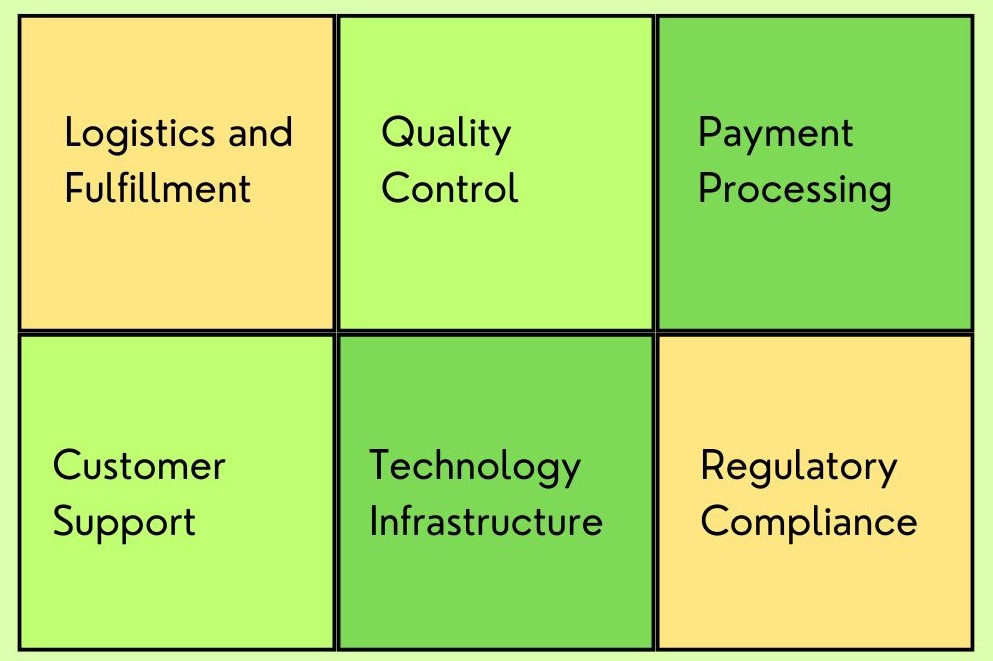 Logistics and
Fulfillment
Quality
Control
Payment
Processing
Customer
Support
Technology
Infrastructure
Regulatory
Compliance